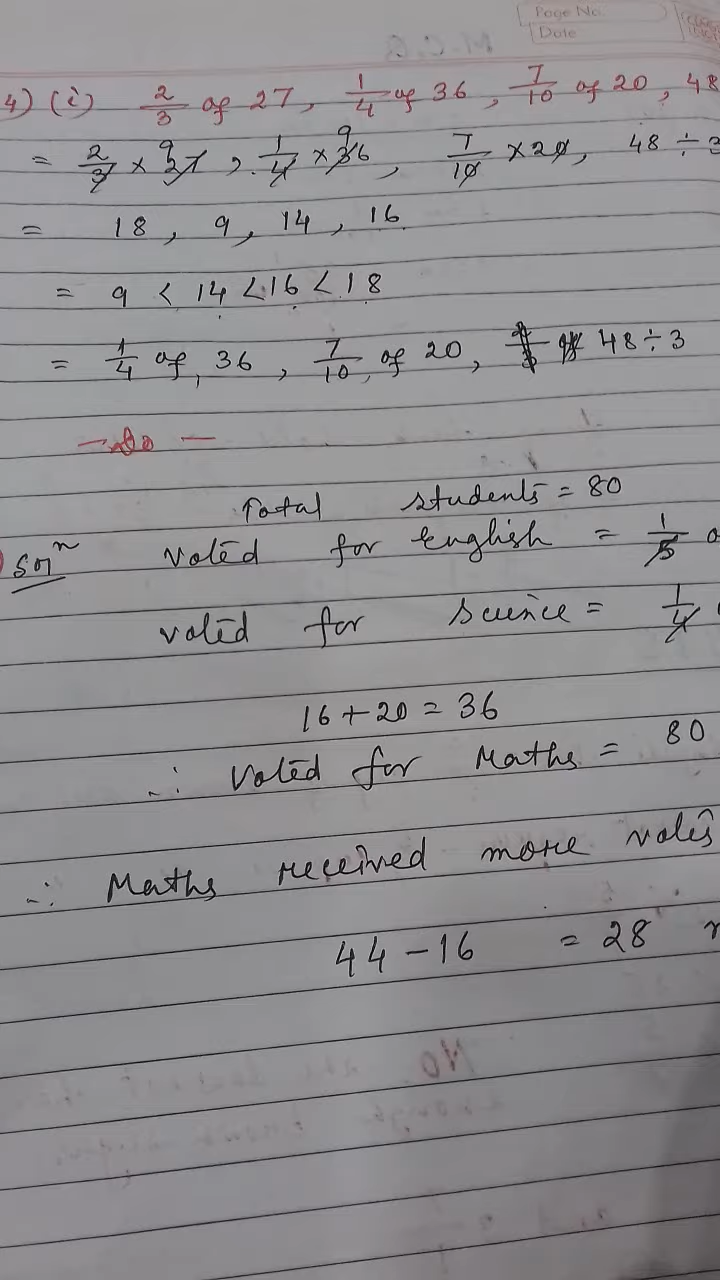 Page No.
Date
4) (i) 2/3 of 27, 1/4 of 36, 7/10 of 20, 48
= 2/3 × 27 9, 1/4 × 36 9, 7/10 × 20, 48 ÷ 3
= 18, 9, 14, 16
= 9 < 14 < 16 < 18
= 1/4 of 36, 7/10 of 20, 48 ÷ 3
Total students = 80
Solⁿ voted for English = 1/5
voted for science = 1/4
16 + 20 = 36
∴ Voted for Maths = 80
∴ Maths received more votes
44 - 16 = 28